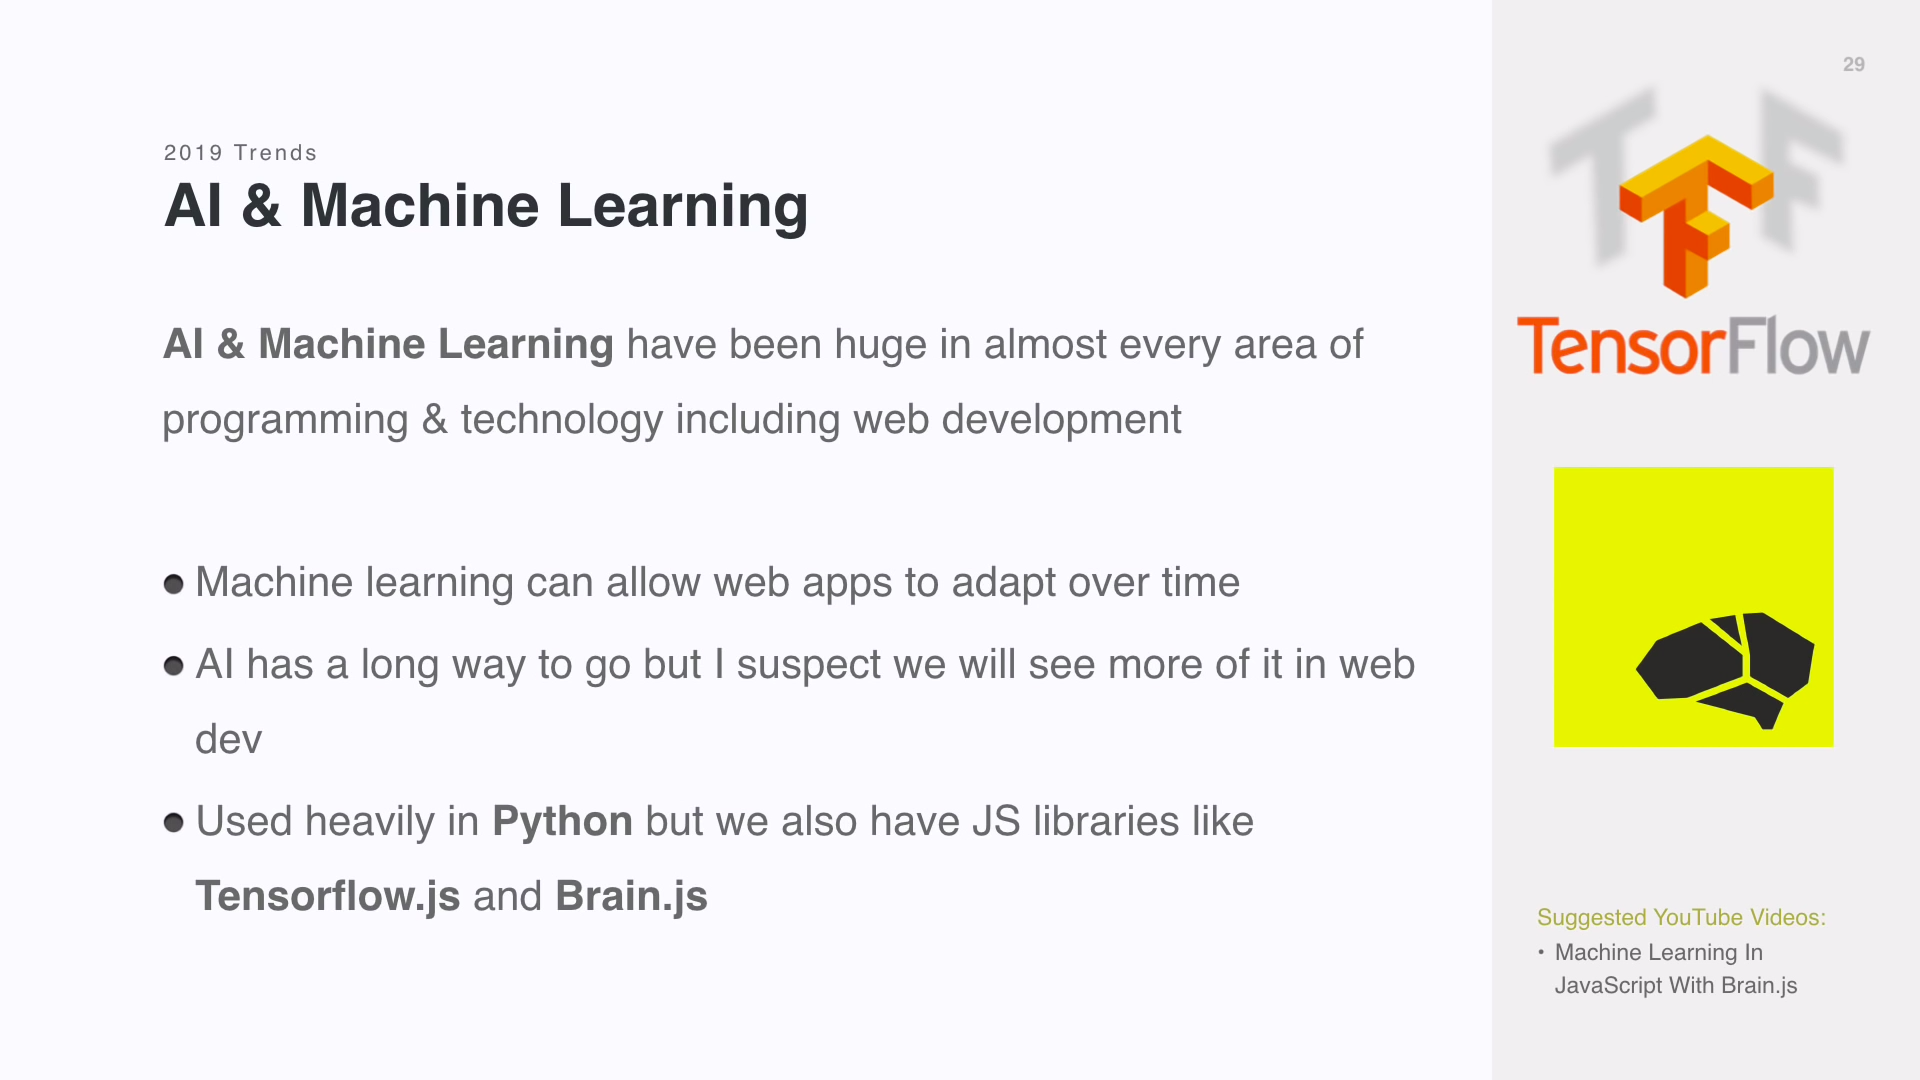 29
2019 Trends
AI & Machine Learning
AI & Machine Learning have been huge in almost every area of
programming & technology including web development
• Machine learning can allow web apps to adapt over time
• AI has a long way to go but I suspect we will see more of it in web
dev
• Used heavily in Python but we also have JS libraries like
Tensorflow.js and Brain.js
TF
TensorFlow
Suggested YouTube Videos:
• Machine Learning In
JavaScript With Brain.js